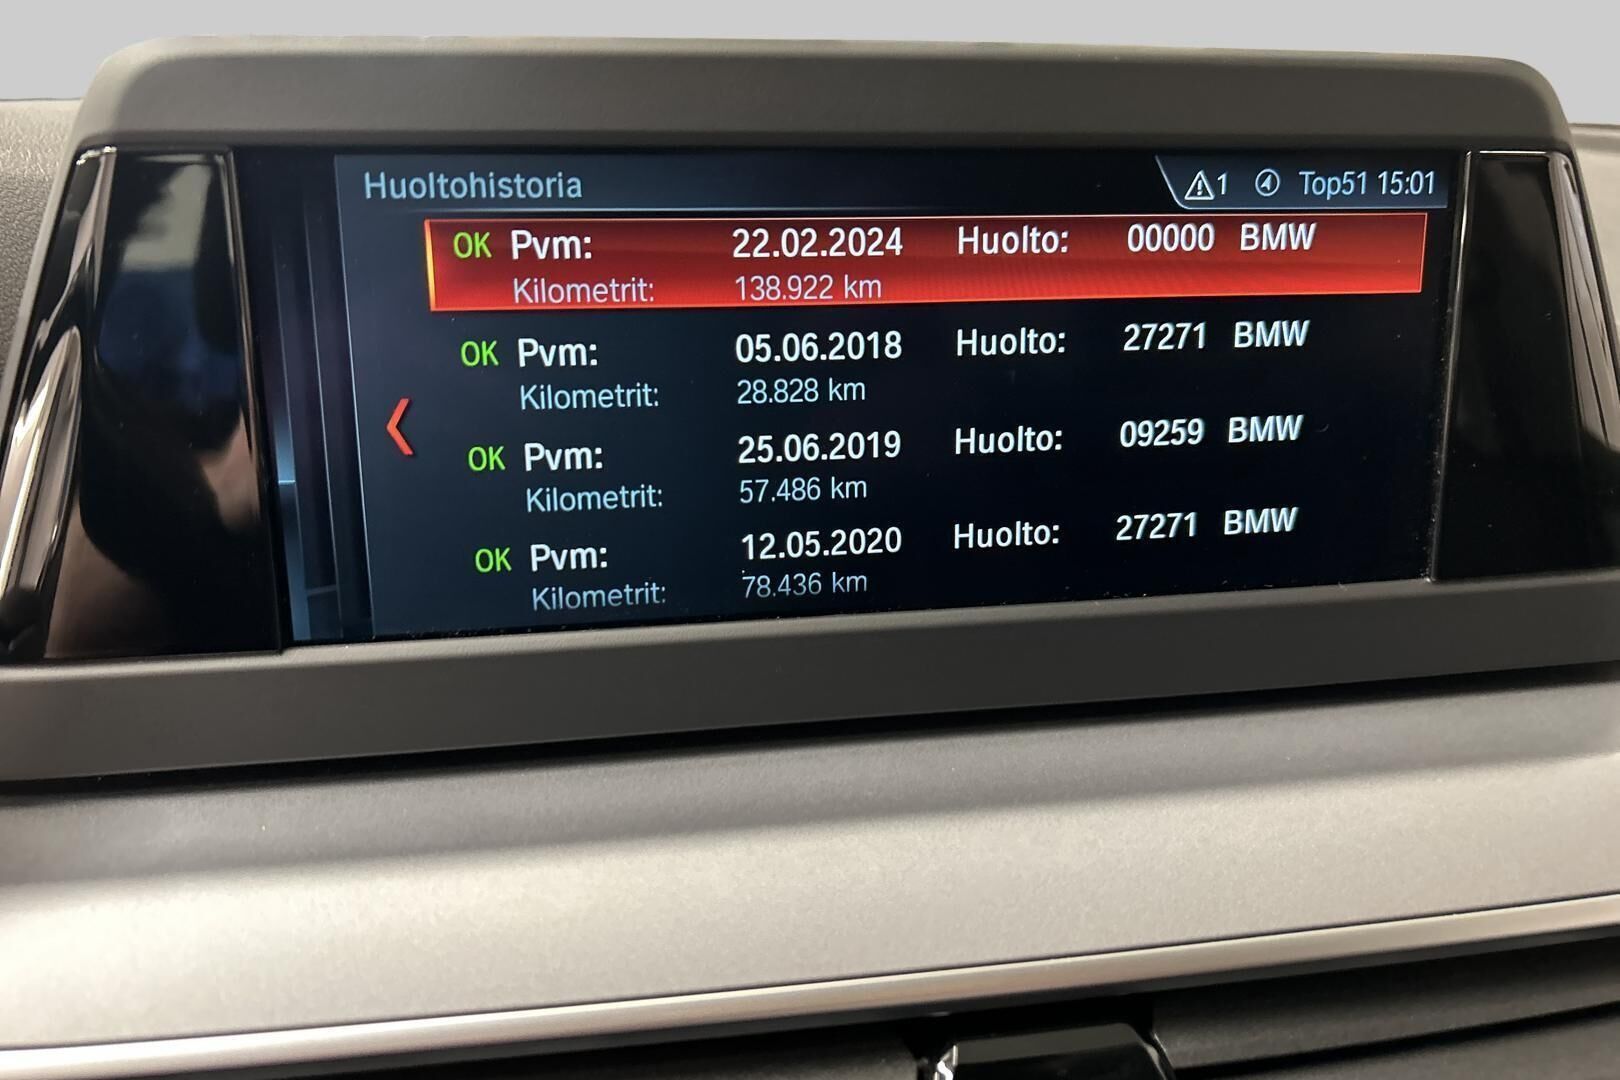 Huoltohistoria
1 Top51 15:01
OK Pvm: 22.02.2024 Huolto: 00000 BMW
Kilometrit: 138.922 km
OK Pvm: 05.06.2018 Huolto: 27271 BMW
Kilometrit: 28.828 km
OK Pvm: 25.06.2019 Huolto: 09259 BMW
Kilometrit: 57.486 km
OK Pvm: 12.05.2020 Huolto: 27271 BMW
Kilometrit: 78.436 km